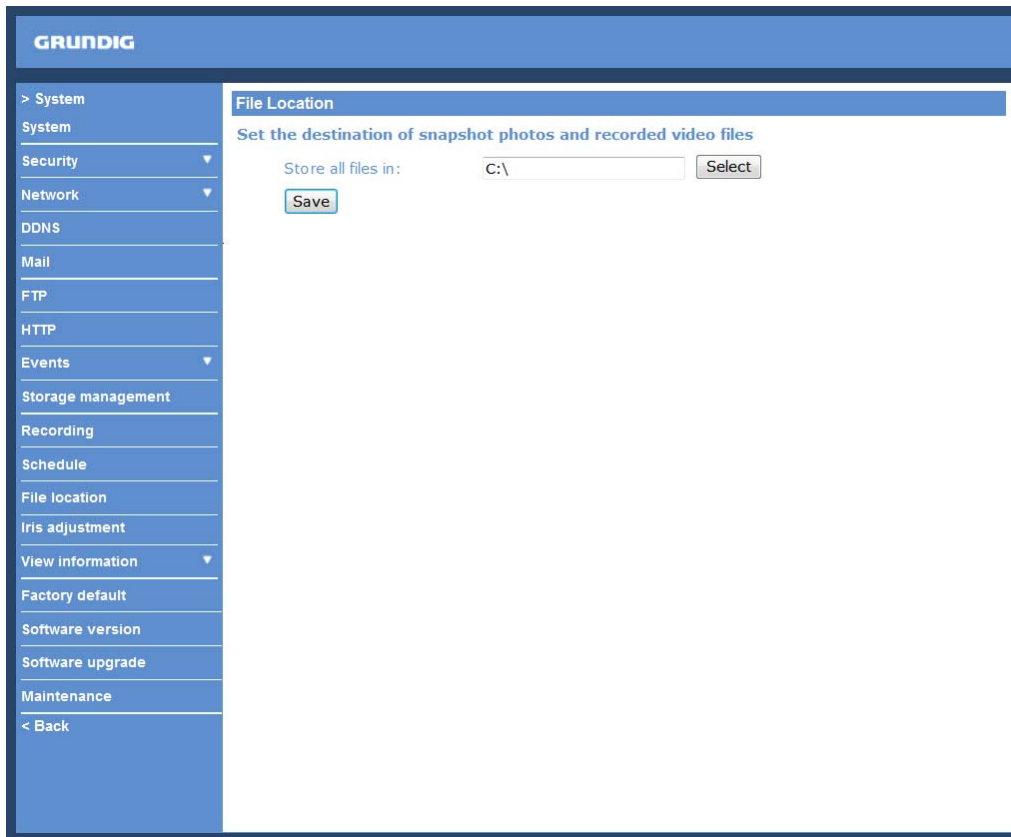 GRUNDIG
> System
System
Security
Network
DDNS
Mail
FTP
HTTP
Events
Storage management
Recording
Schedule
File location
Iris adjustment
View information
Factory default
Software version
Software upgrade
Maintenance
< Back
File Location
Set the destination of snapshot photos and recorded video files
Store all files in: C:\ Select
Save